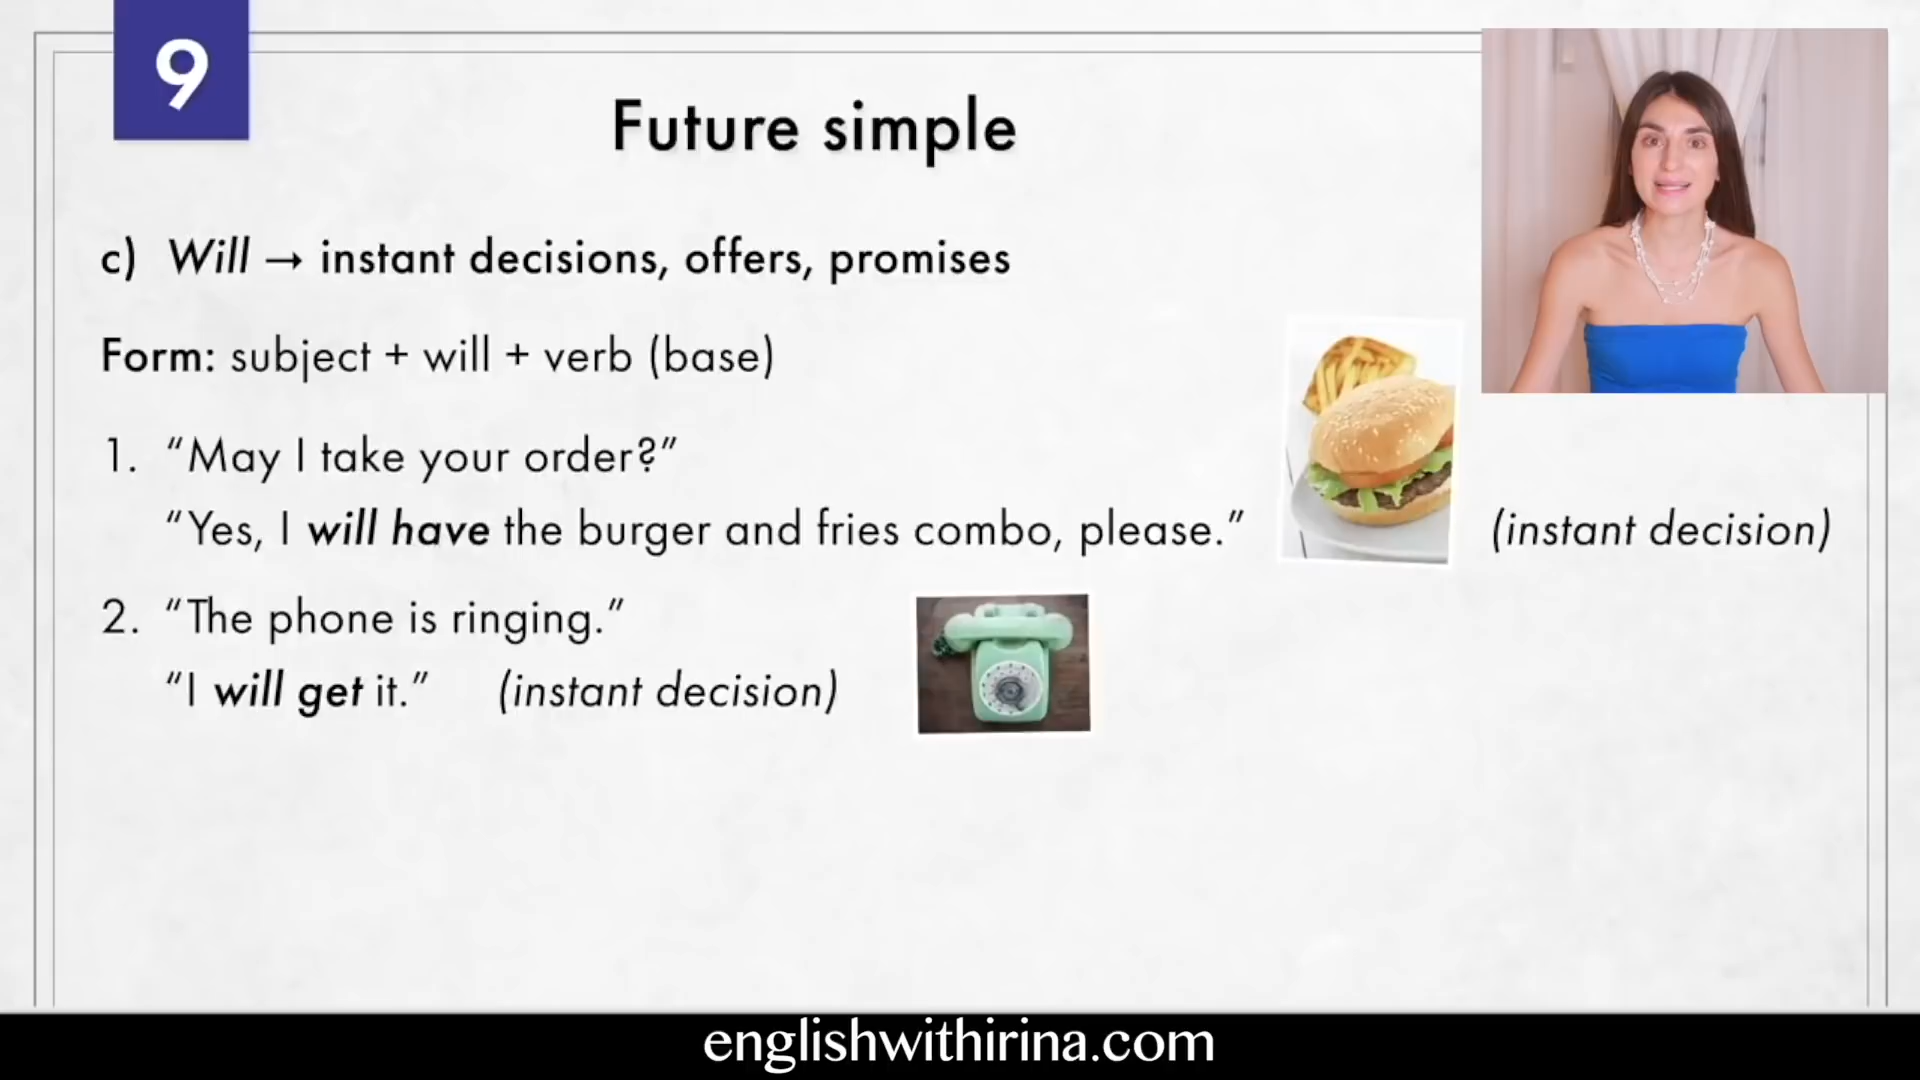 9
Future simple
c) Will → instant decisions, offers, promises
Form: subject + will + verb (base)
1. “May I take your order?”
“Yes, I will have the burger and fries combo, please.” (instant decision)
2. “The phone is ringing.”
“I will get it.” (instant decision)
englishwithirina.com